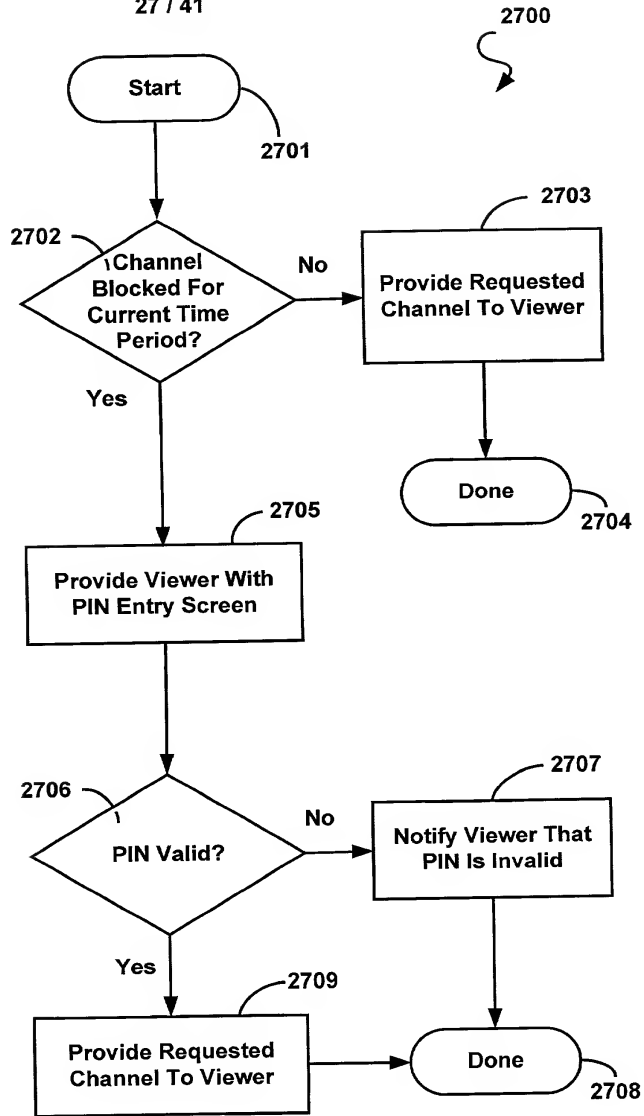 27 / 41
2700
Start
2701
2702
Channel
Blocked For
Current Time
Period?
No
2703
Provide Requested
Channel To Viewer
Yes
Done
2704
2705
Provide Viewer With
PIN Entry Screen
2706
PIN Valid?
No
2707
Notify Viewer That
PIN Is Invalid
Yes
2709
Provide Requested
Channel To Viewer
Done
2708